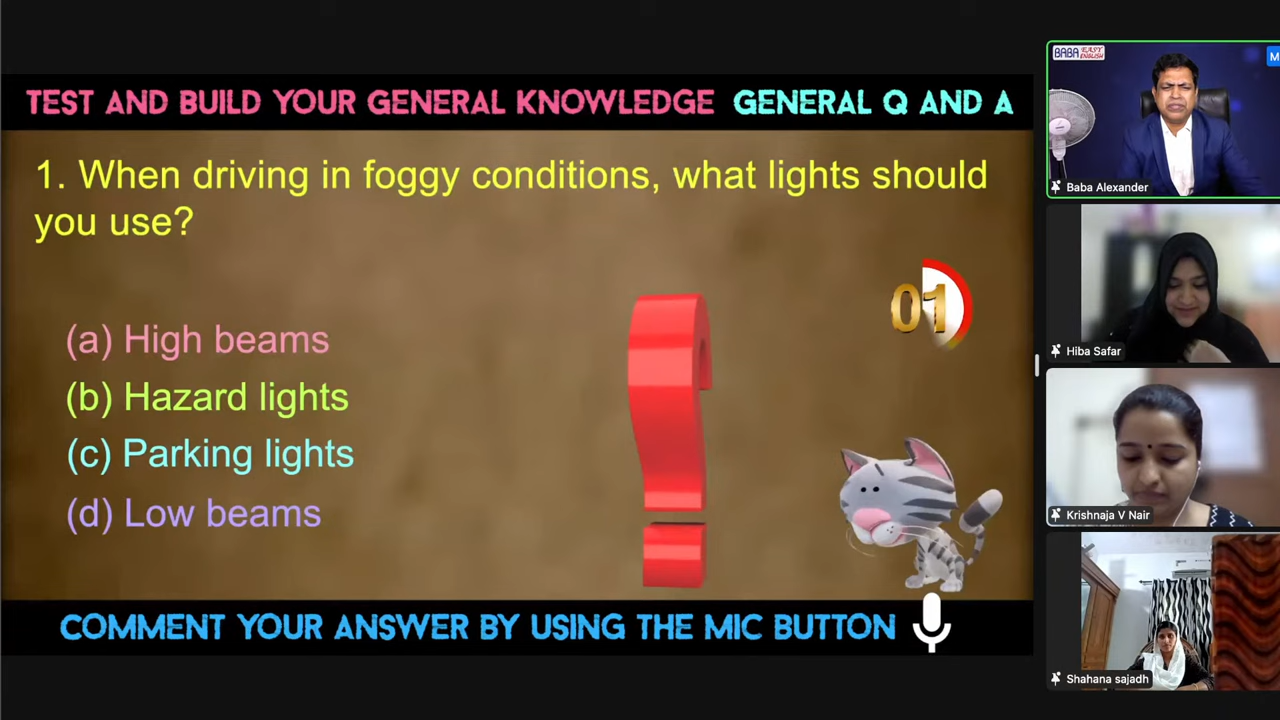 TEST AND BUILD YOUR GENERAL KNOWLEDGE GENERAL Q AND A
1. When driving in foggy conditions, what lights should
you use?
01
(a) High beams
(b) Hazard lights
(c) Parking lights
(d) Low beams
COMMENT YOUR ANSWER BY USING THE MIC BUTTON
BABA EASY
ENGLISH
M
Baba Alexander
Hiba Safar
Krishnaja V Nair
Shahana sajadh